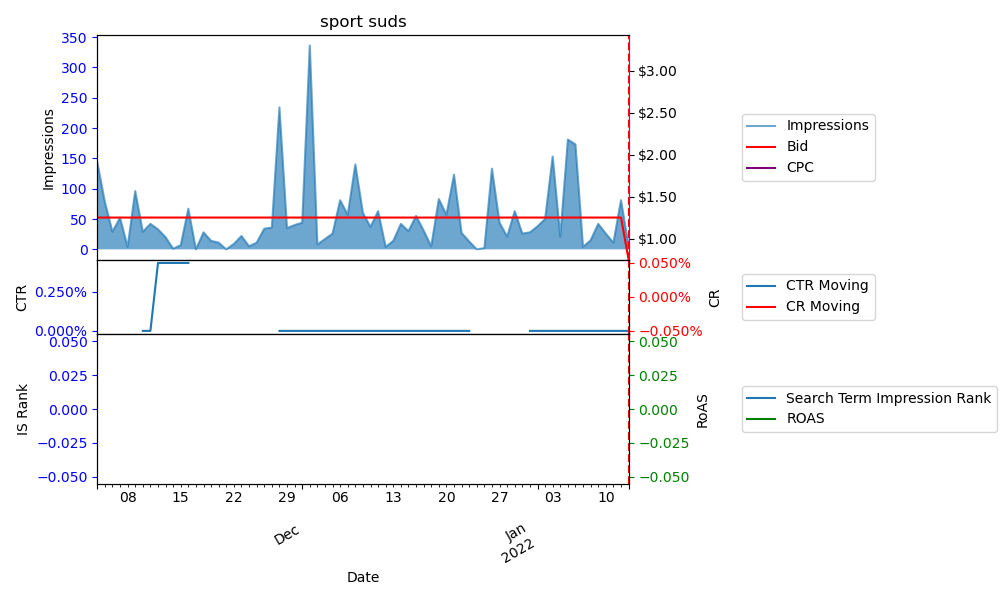 sport suds
350
300
250
200
150
100
50
0
Impressions
$3.00
$2.50
$2.00
$1.50
$1.00
Impressions
Bid
CPC
0.250%
0.000%
CTR
0.050%
0.000%
−0.050%
CR
CTR Moving
CR Moving
0.050
0.025
0.000
−0.025
−0.050
IS Rank
0.050
0.025
0.000
−0.025
−0.050
RoAS
Search Term Impression Rank
ROAS
08 15 22 29 06 13 20 27 03 10
Dec
Jan
2022
Date